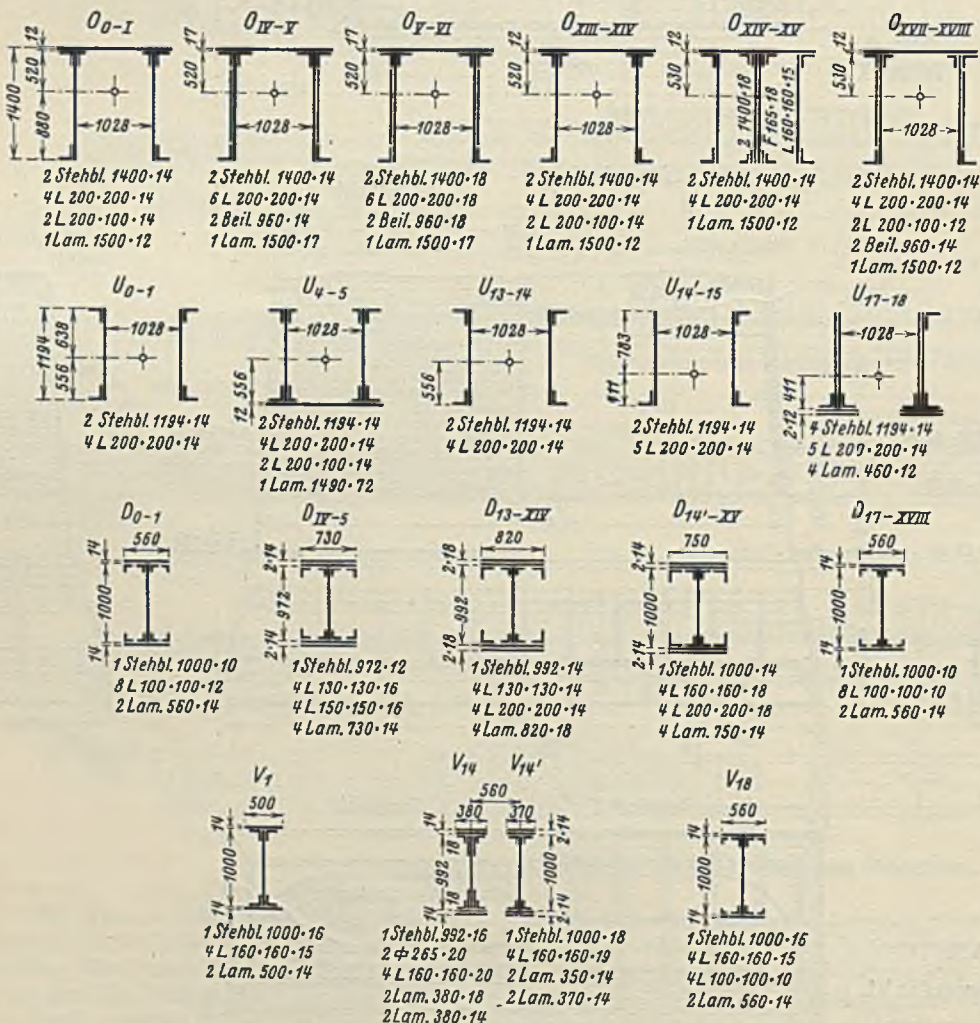 O0-I OIV-V OV-VI OXIII-XIV OXIV-XV OXVII-XVIII
12 17 17 12 12 12
1400 520 880 520 520 520 530 530
1028 1028 1028 1028 2 1400·18 F 165·18 L160·160·15 1028
2 Stehbl. 1400·14
4 L 200·200·14
2 L 200·100·14
1 Lam. 1500·12
2 Stehbl. 1400·14
6 L 200·200·14
2 Beil. 960·14
1 Lam. 1500·17
2 Stehbl. 1400·18
6 L 200·200·18
2 Beil. 960·18
1 Lam. 1500·17
2 Stehlbl. 1400·14
4 L 200·200·14
2 L 200·100·14
1 Lam. 1500·12
2 Stehbl. 1400·14
4 L 200·200·14
1 Lam. 1500·12
2 Stehbl. 1400·14
4 L 200·200·14
2 L 200·100·12
2 Beil. 960·14
1 Lam. 1500·12
U0-1 U4-5 U13-14 U14'-15 U17-18
1028 1028 1028 1028 1028
1194 638 556 556 12 556 783 411 411 2·12
2 Stehbl. 1194·14
4 L 200·200·14
2 Stehbl. 1194·14
4 L 200·200·14
2 L 200·100·14
1 Lam. 1490·72
2 Stehbl. 1194·14
4 L 200·200·14
2 Stehbl. 1194·14
5 L 200·200·14
4 Stehbl. 1194·14
5 L 200·200·14
4 Lam. 460·12
D0-1 DIV-5 D13-XIV D14'-XV D17-XVIII
560 730 820 750 560
14 1000 14 2·14 972 2·14 2·18 992 2·18 2·14 1000 2·14 14 1000 14
1 Stehbl. 1000·10
8 L 100·100·12
2 Lam. 560·14
1 Stehbl. 972·12
4 L 130·130·16
4 L 150·150·16
4 Lam. 730·14
1 Stehbl. 992·14
4 L 130·130·14
4 L 200·200·14
4 Lam. 820·18
1 Stehbl. 1000·14
4 L 160·160·18
4 L 200·200·18
4 Lam. 750·14
1 Stehbl. 1000·10
8 L 100·100·10
2 Lam. 560·14
V1 V14 V14' V18
500 560 560
380 370
14 1000 14 14 18 992 18 14 2·14 1000 2·14 14 1000 14
1 Stehbl. 1000·16
4 L 160·160·15
2 Lam. 500·14
1 Stehbl. 992·16
2 265·20
4 L 160·160·20
2 Lam. 380·18
2 Lam. 380·14
1 Stehbl. 1000·18
4 L 160·160·19
2 Lam. 350·14
2 Lam. 370·14
1 Stehbl. 1000·16
4 L 160·160·15
4 L 100·100·10
2 Lam. 560·14